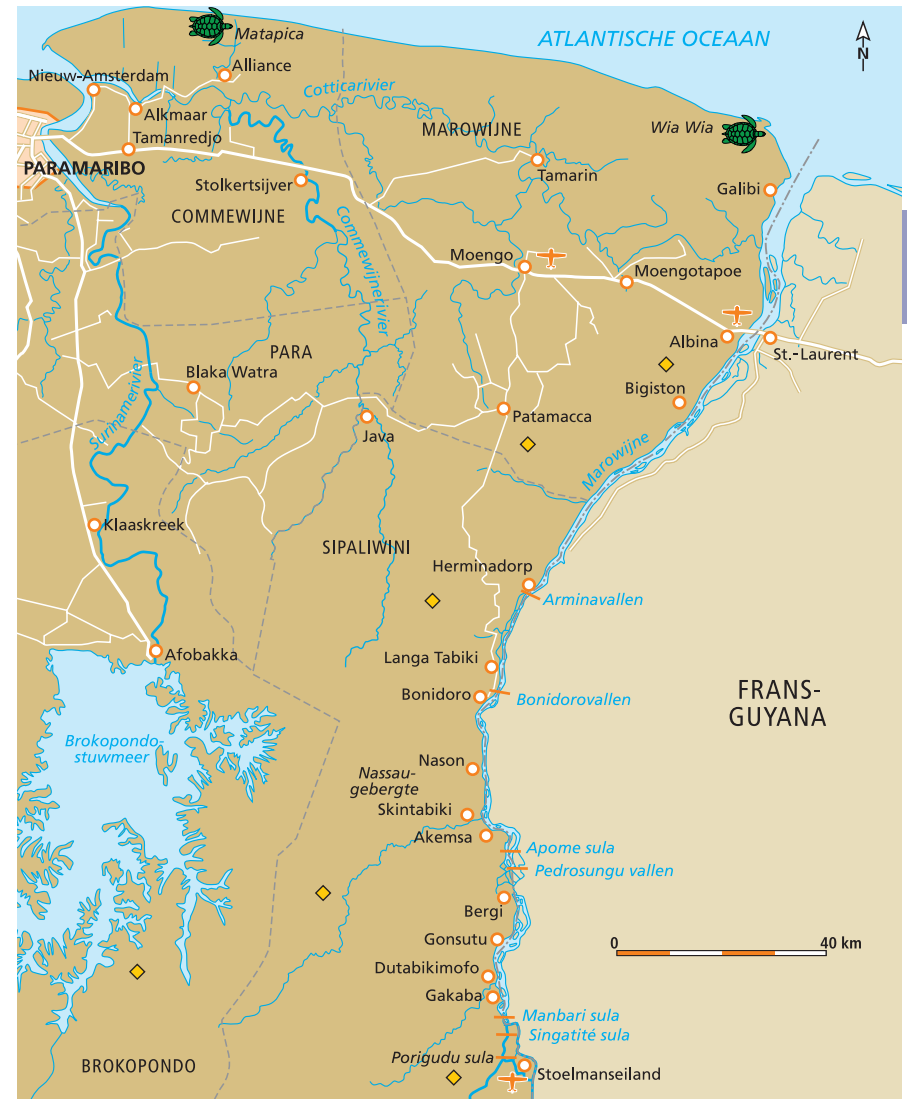 Matapica
ATLANTISCHE OCEAAN
N
Alliance
Nieuw-Amsterdam
Cotticarivier
Alkmaar
MAROWIJNE
Wia Wia
Tamanredjo
PARAMARIBO
Tamarin
Stolkertsijver
Galibi
COMMEWIJNE
Commewijnerivier
Moengo
Moengotapoe
Albina
St.-Laurent
PARA
Blaka Watra
Bigiston
Surinamerivier
Patamacca
Java
Marowijne
Klaaskreek
SIPALIWINI
Herminadorp
Arminavallen
Afobakka
Langa Tabiki
Bonidoro
Bonidorovallen
FRANS-
GUYANA
Brokopondo-
stuwmeer
Nason
Nassau-
gebergte
Skintabiki
Akemsa
Apome sula
Pedrosungu vallen
Bergi
Gonsutu
0
40 km
Dutabikimofo
Gakaba
Manbari sula
Singatité sula
Porigudu sula
BROKOPONDO
Stoelmanseiland